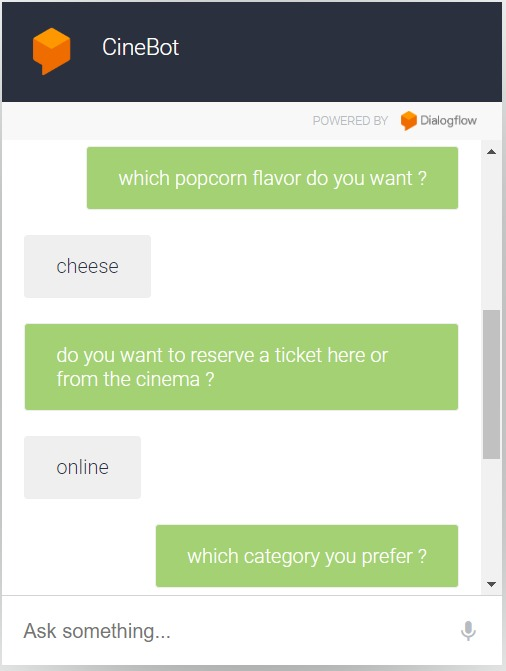 CineBot
POWERED BY Dialogflow
which popcorn flavor do you want ?
cheese
do you want to reserve a ticket here or
from the cinema ?
online
which category you prefer ?
Ask something...